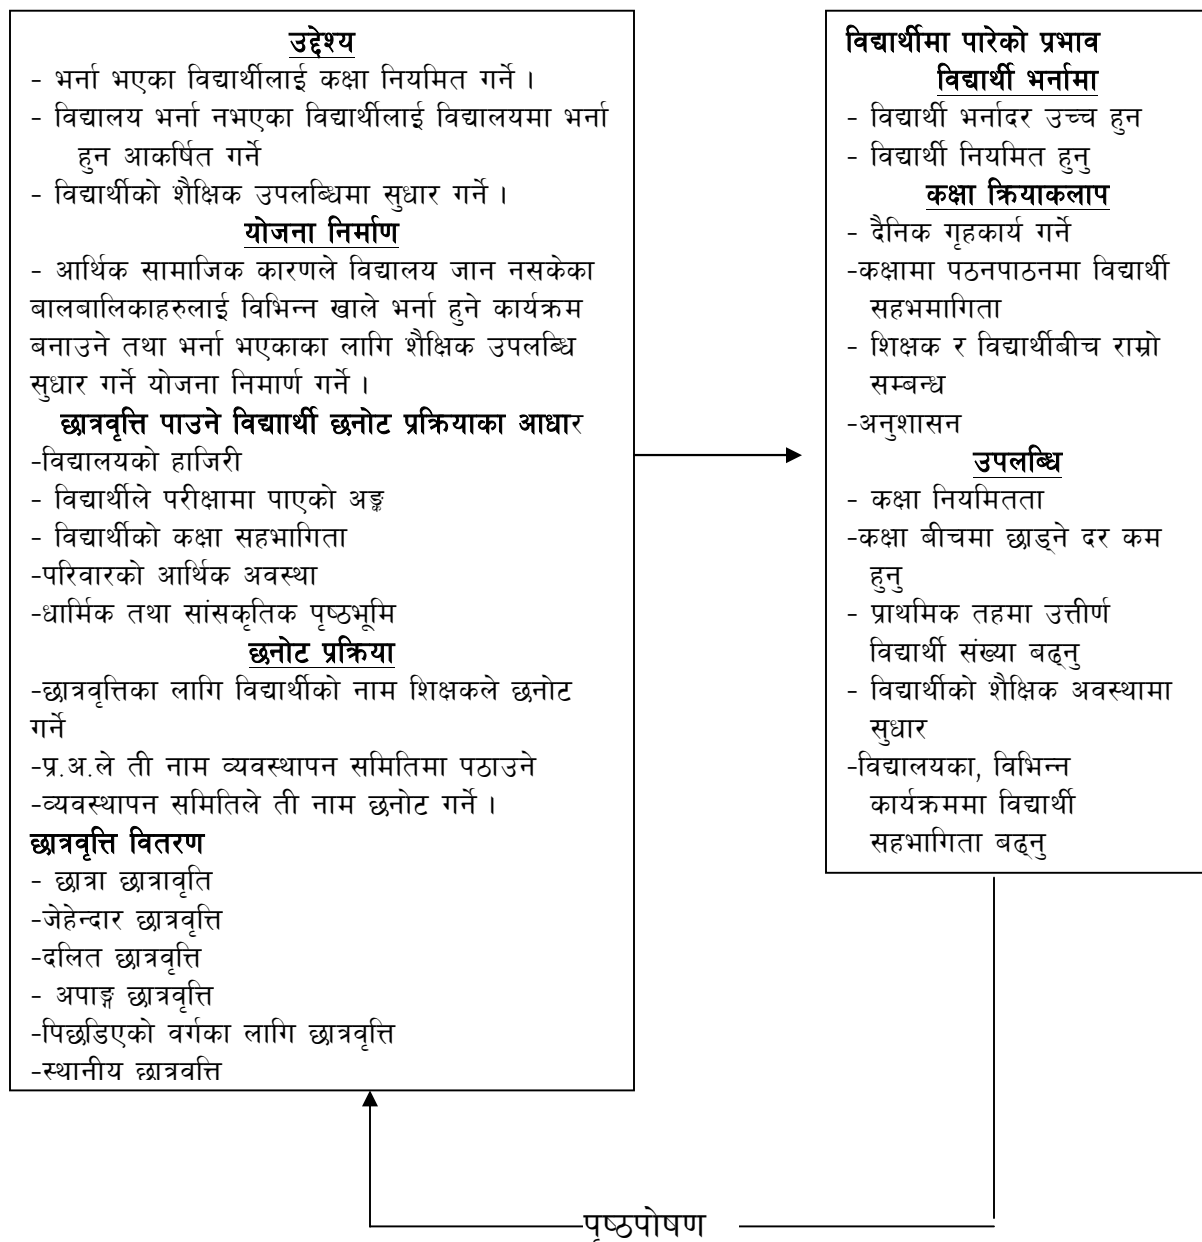 उद्देश्य
- भर्ना भएका विद्यार्थीलाई कक्षा नियमित गर्ने ।
- विद्यालय भर्ना नभएका विद्यार्थीलाई विद्यालयमा भर्ना
हुन आकर्षित गर्ने
- विद्यार्थीको शैक्षिक उपलब्धिमा सुधार गर्ने ।
योजना निर्माण
- आर्थिक सामाजिक कारणले विद्यालय जान नसकेका
बालबालिकाहरुलाई विभिन्न खाले भर्ना हुने कार्यक्रम
बनाउने तथा भर्ना भएकाका लागि शैक्षिक उपलब्धि
सुधार गर्ने योजना निमार्ण गर्ने ।
छात्रवृत्ति पाउने विद्याार्थी छनोट प्रक्रियाका आधार
-विद्यालयको हाजिरी
- विद्यार्थीले परीक्षामा पाएको अङ्क
- विद्यार्थीको कक्षा सहभागिता
-परिवारको आर्थिक अवस्था
-धार्मिक तथा सांसकृतिक पृष्ठभूमि
छनोट प्रक्रिया
-छात्रवृत्तिका लागि विद्यार्थीको नाम शिक्षकले छनोट
गर्ने
-प्र.अ.ले ती नाम व्यवस्थापन समितिमा पठाउने
-व्यवस्थापन समितिले ती नाम छनोट गर्ने ।
छात्रवृत्ति वितरण
- छात्रा छात्रावृति
-जेहेन्दार छात्रवृत्ति
-दलित छात्रवृत्ति
- अपाङ्ग छात्रवृत्ति
-पिछडिएको वर्गका लागि छात्रवृत्ति
-स्थानीय छात्रवत्ति
विद्यार्थीमा पारेको प्रभाव
विद्यार्थी भर्नामा
- विद्यार्थी भर्नादर उच्च हुन
- विद्यार्थी नियमित हुनु
कक्षा क्रियाकलाप
- दैनिक गृहकार्य गर्ने
-कक्षामा पठनपाठनमा विद्यार्थी
सहभमागिता
- शिक्षक र विद्यार्थीबीच राम्रो
सम्बन्ध
-अनुशासन
उपलब्धि
- कक्षा नियमितता
-कक्षा बीचमा छाड्ने दर कम
हुनु
- प्राथमिक तहमा उत्तीर्ण
विद्यार्थी संख्या बढ्नु
- विद्यार्थीको शैक्षिक अवस्थामा
सुधार
-विद्यालयका, विभिन्न
कार्यक्रममा विद्यार्थी
सहभागिता बढ्नु
पृष्ठपोषण